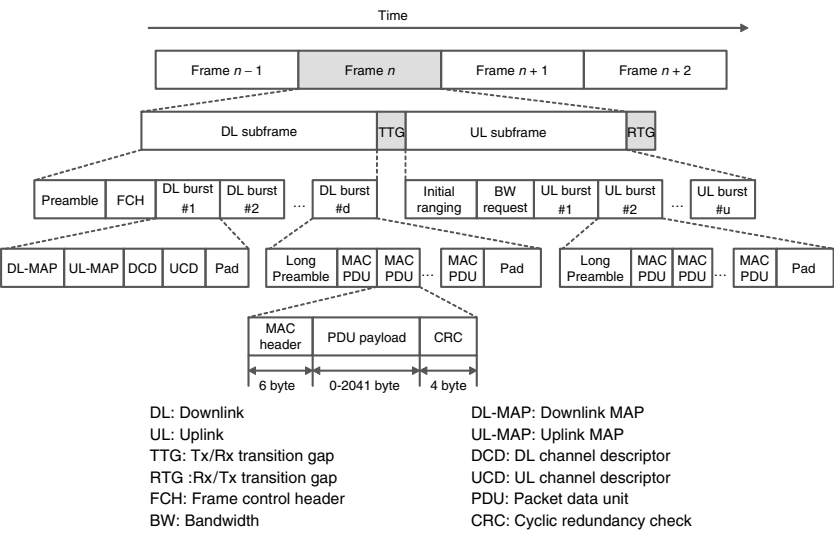 Time
Frame n − 1 Frame n Frame n + 1 Frame n + 2
DL subframe TTG UL subframe RTG
Preamble FCH DL burst #1 DL burst #2 ... DL burst #d Initial ranging BW request UL burst #1 UL burst #2 ... UL burst #u
DL-MAP UL-MAP DCD UCD Pad Long Preamble MAC PDU MAC PDU ... MAC PDU Pad Long Preamble MAC PDU MAC PDU ... MAC PDU Pad
MAC header PDU payload CRC
6 byte 0-2041 byte 4 byte
DL: Downlink
UL: Uplink
TTG: Tx/Rx transition gap
RTG :Rx/Tx transition gap
FCH: Frame control header
BW: Bandwidth
DL-MAP: Downlink MAP
UL-MAP: Uplink MAP
DCD: DL channel descriptor
UCD: UL channel descriptor
PDU: Packet data unit
CRC: Cyclic redundancy check